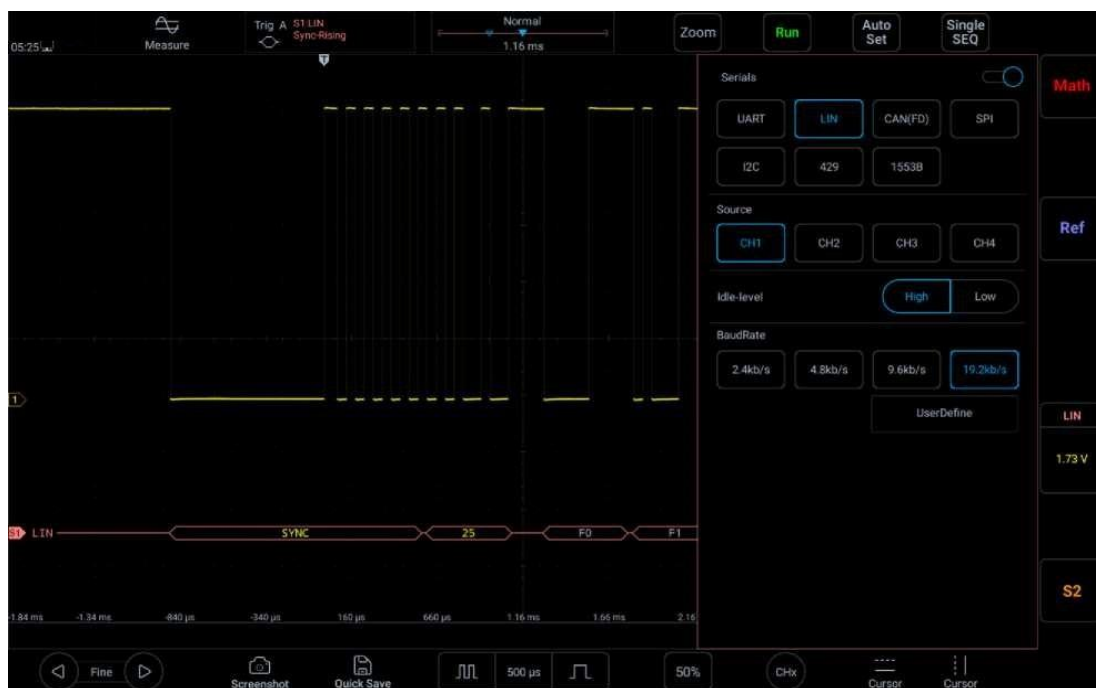 05:25
Measure
Trig A S1:LIN
Sync-Rising
Normal
1.16 ms
Zoom
Run
Auto
Set
Single
SEQ
T
Serials
UART LIN CAN(FD) SPI
I2C 429 1553B
Source
CH1 CH2 CH3 CH4
Idle-level High Low
BaudRate
2.4kb/s 4.8kb/s 9.6kb/s 19.2kb/s
UserDefine
Math
Ref
LIN
1.73 V
S2
1
S1 LIN SYNC 25 F0 F1
-1.84 ms -1.34 ms -840 μs -340 μs 160 μs 660 μs 1.16 ms 1.66 ms 2.16
Fine
Screenshot
Quick Save
500 μs
50%
CHx
Cursor
Cursor